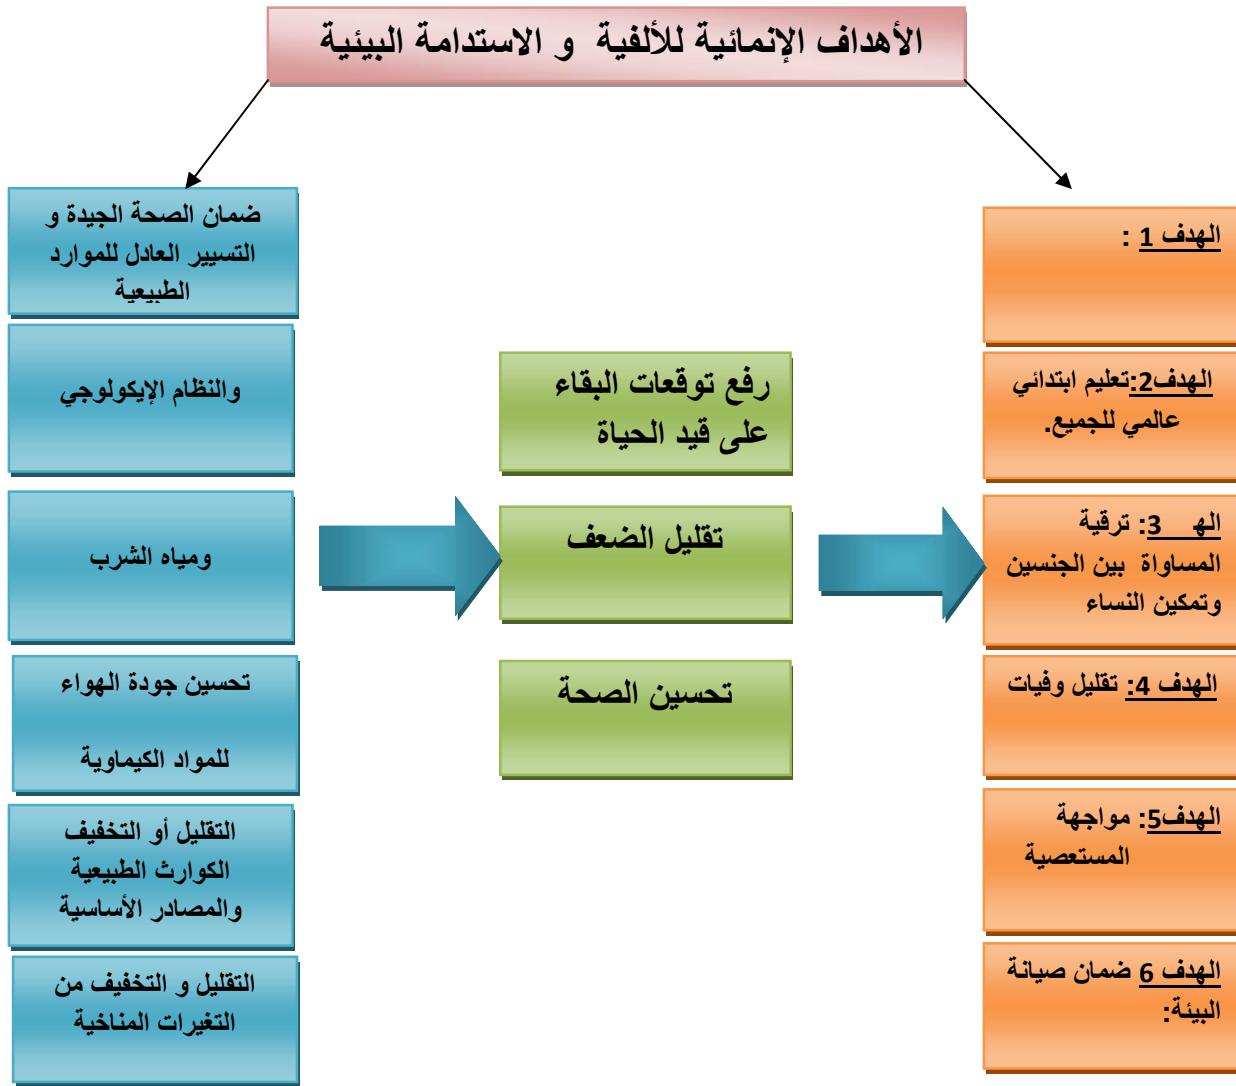 الأهداف الإنمائية للألفية و الاستدامة البيئية
الهدف 1 :
الهدف2:تعليم ابتدائي
عالمي للجميع.
اله 3: ترقية
المساواة بين الجنسين
وتمكين النساء
الهدف 4: تقليل وفيات
الهدف5: مواجهة
المستعصية
الهدف 6 ضمان صيانة
البيئة:
رفع توقعات البقاء
على قيد الحياة
تقليل الضعف
تحسين الصحة
ضمان الصحة الجيدة و
التسيير العادل للموارد
الطبيعية
والنظام الإيكولوجي
ومياه الشرب
تحسين جودة الهواء
للمواد الكيماوية
التقليل أو التخفيف
الكوارث الطبيعية
والمصادر الأساسية
التقليل و التخفيف من
التغيرات المناخية